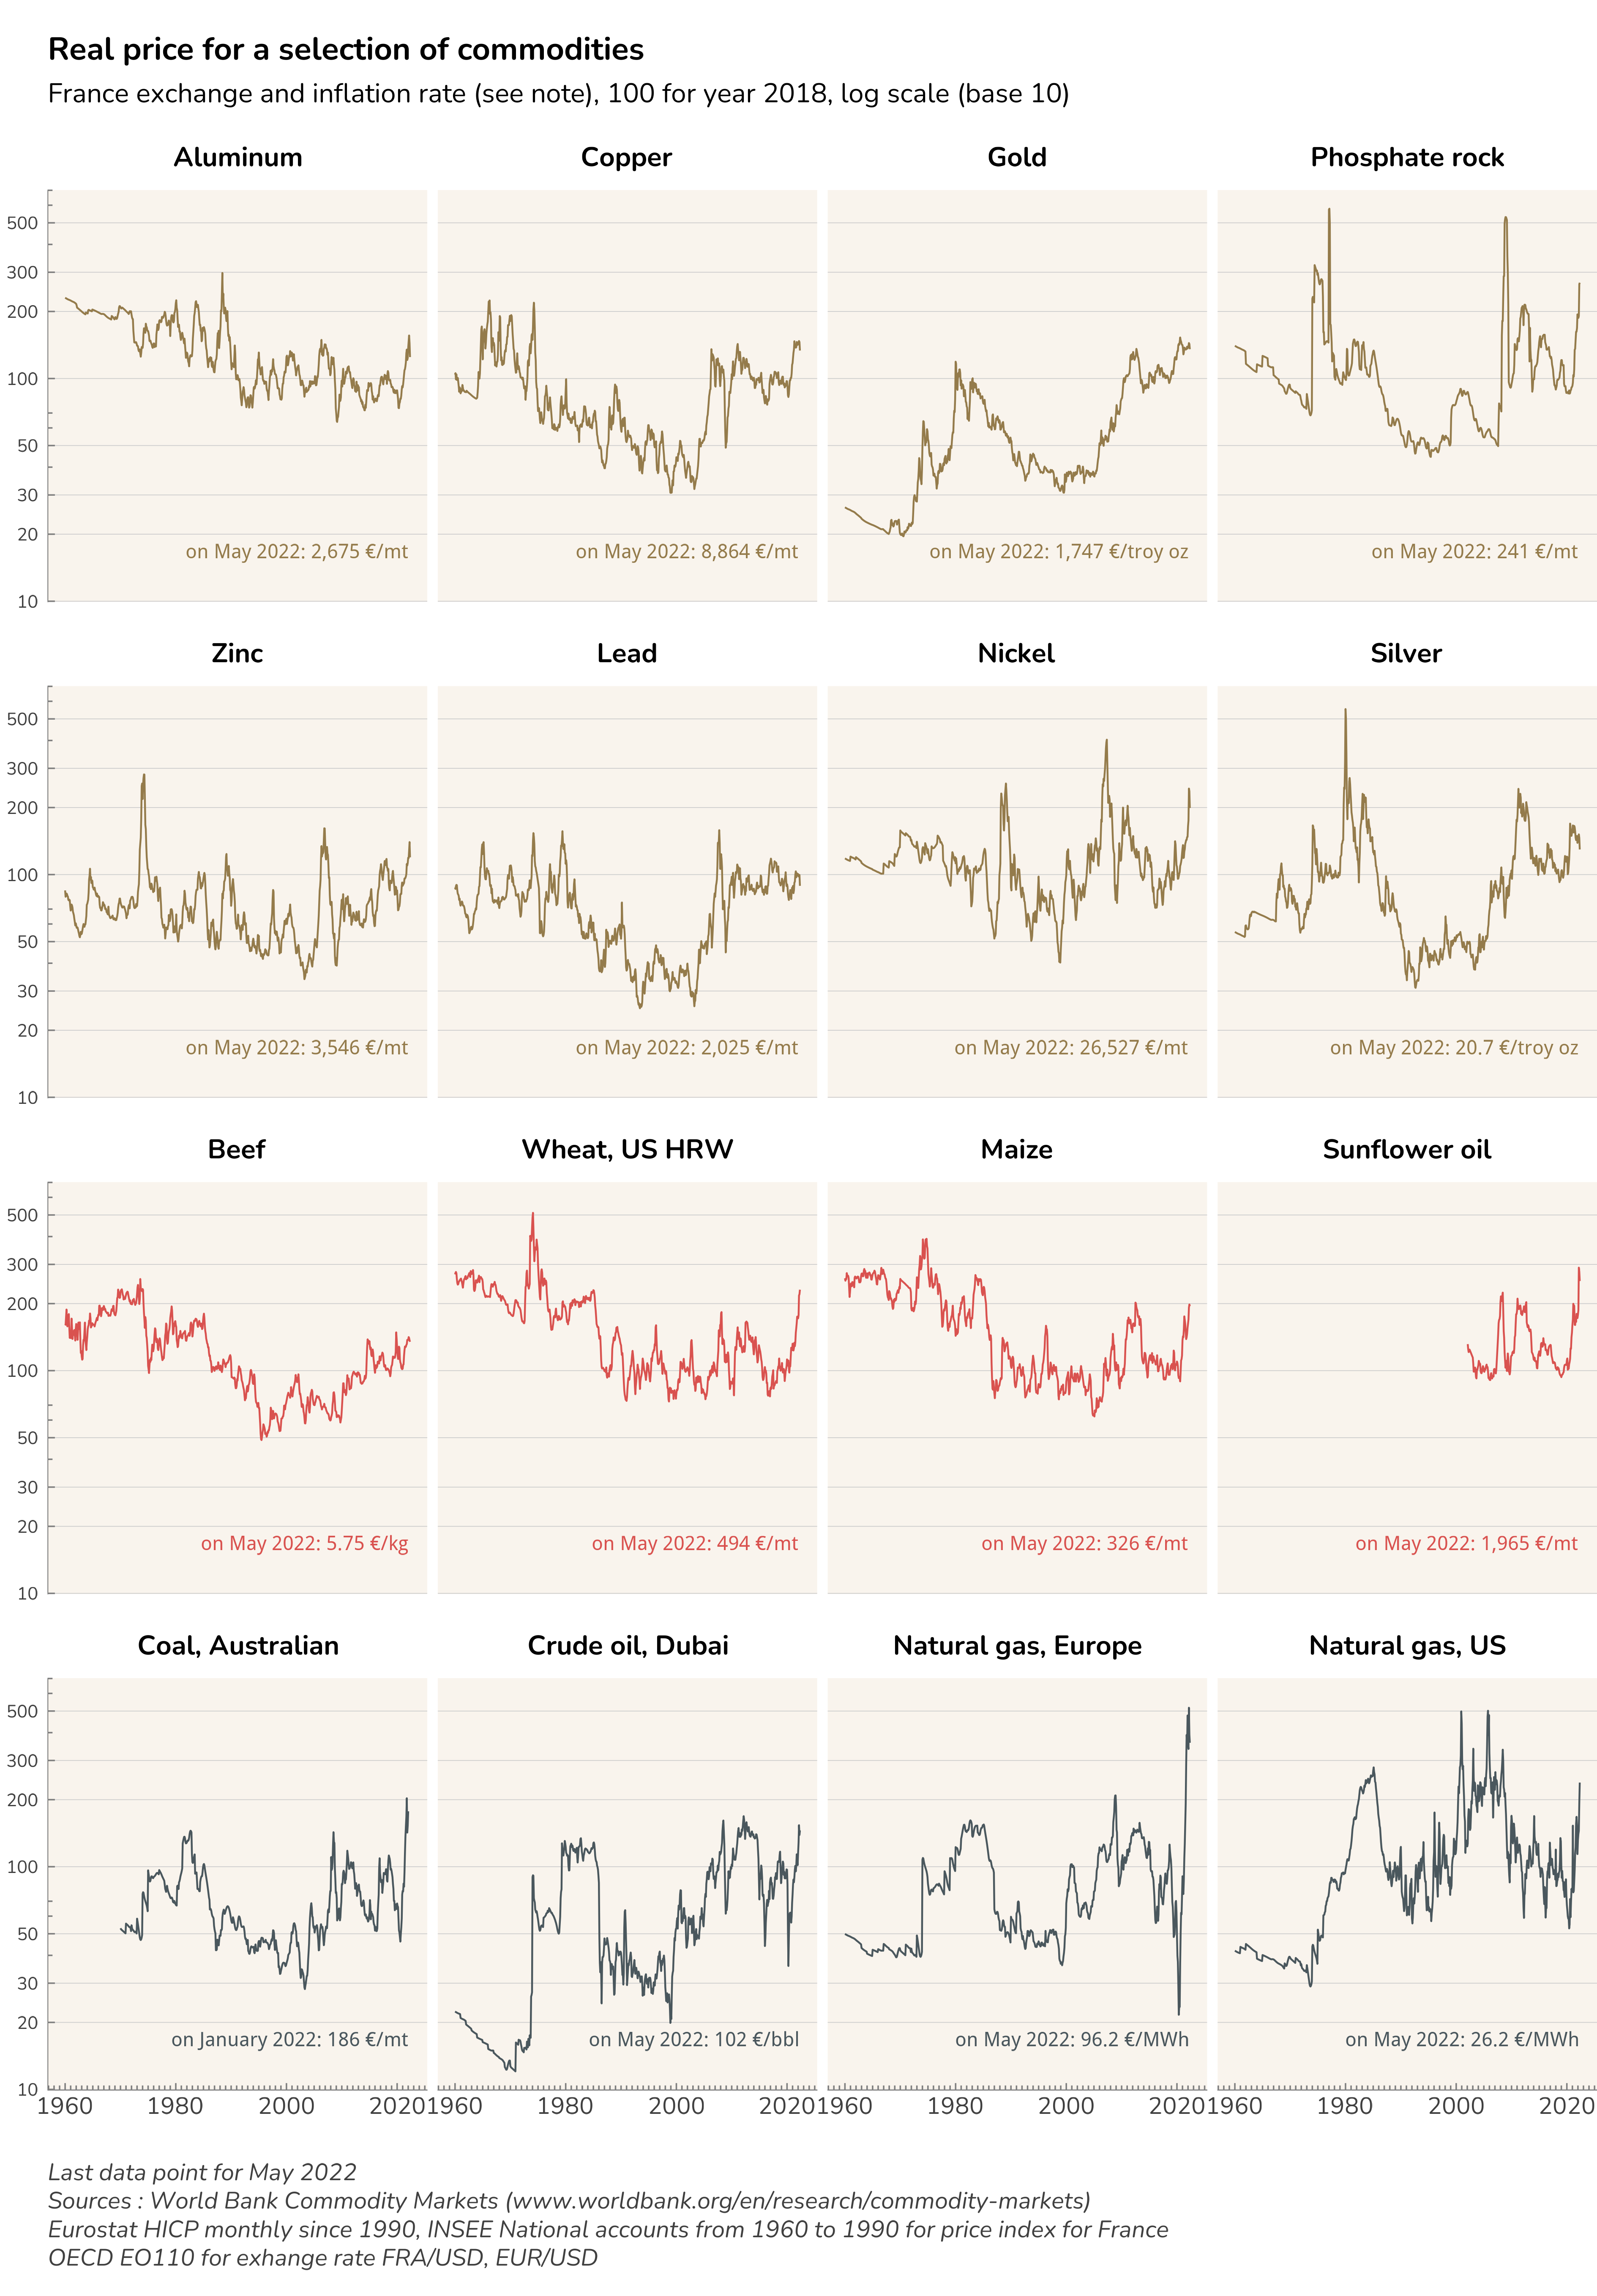 Real price for a selection of commodities
France exchange and inflation rate (see note), 100 for year 2018, log scale (base 10)
Aluminum
Copper
Gold
Phosphate rock
500
300
200
100
50
30
20
10
on May 2022: 2,675 €/mt
on May 2022: 8,864 €/mt
on May 2022: 1,747 €/troy oz
on May 2022: 241 €/mt
Zinc
Lead
Nickel
Silver
500
300
200
100
50
30
20
10
on May 2022: 3,546 €/mt
on May 2022: 2,025 €/mt
on May 2022: 26,527 €/mt
on May 2022: 20.7 €/troy oz
Beef
Wheat, US HRW
Maize
Sunflower oil
500
300
200
100
50
30
20
10
on May 2022: 5.75 €/kg
on May 2022: 494 €/mt
on May 2022: 326 €/mt
on May 2022: 1,965 €/mt
Coal, Australian
Crude oil, Dubai
Natural gas, Europe
Natural gas, US
500
300
200
100
50
30
20
10
on January 2022: 186 €/mt
on May 2022: 102 €/bbl
on May 2022: 96.2 €/MWh
on May 2022: 26.2 €/MWh
1960 1980 2000 2020
1960 1980 2000 2020
1960 1980 2000 2020
1960 1980 2000 2020
Last data point for May 2022
Sources : World Bank Commodity Markets (www.worldbank.org/en/research/commodity-markets)
Eurostat HICP monthly since 1990, INSEE National accounts from 1960 to 1990 for price index for France
OECD EO110 for exhange rate FRA/USD, EUR/USD